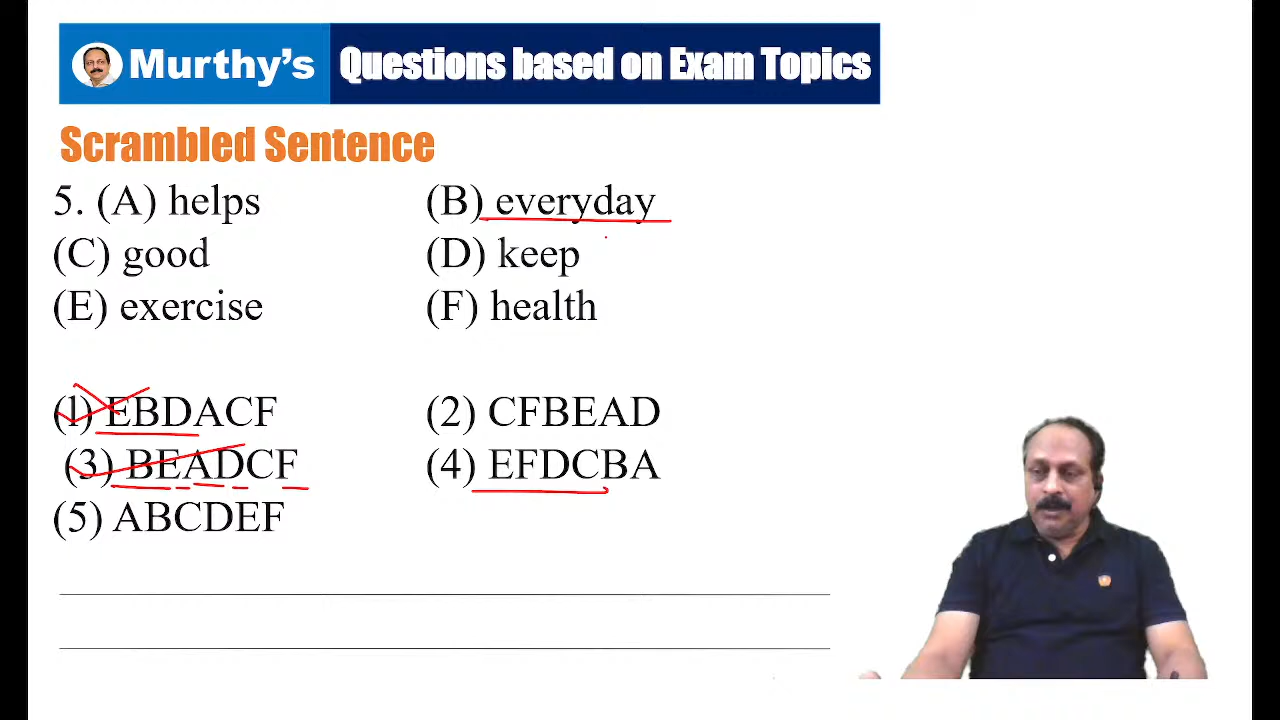 Murthy's Questions based on Exam Topics
Scrambled Sentence
5. (A) helps (B) everyday
(C) good (D) keep
(E) exercise (F) health
(1) EBDACF (2) CFBEAD
(3) BEADCF (4) EFDCBA
(5) ABCDEF